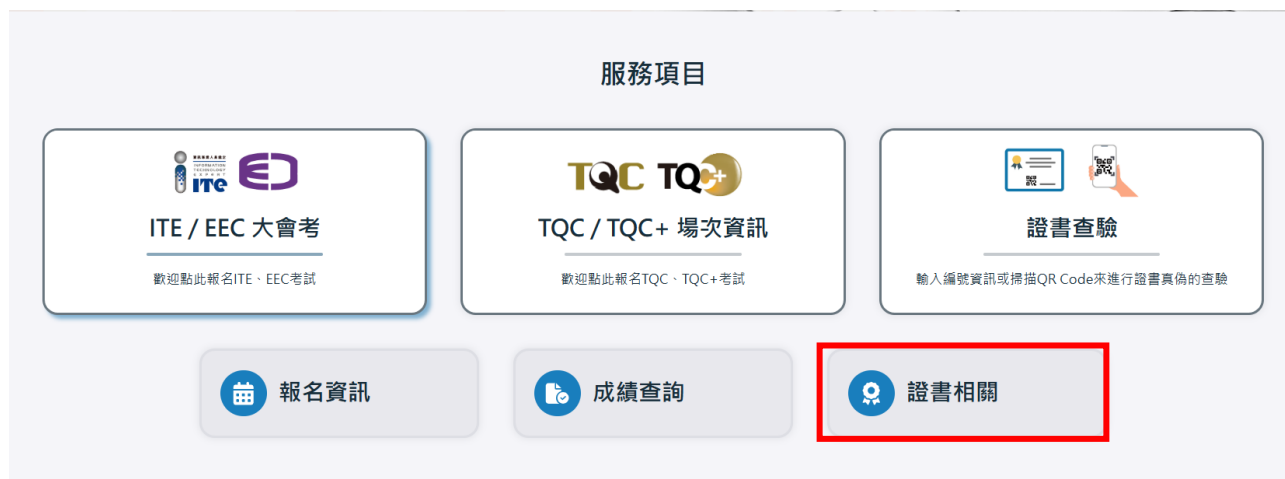 服務項目
iTe
TQC TQC+
ITE / EEC 大會考
TQC / TQC+ 場次資訊
證書查驗
歡迎點此報名ITE、EEC考試
歡迎點此報名TQC、TQC+考試
輸入編號資訊或掃描QR Code來進行證書真偽的查驗
報名資訊
成績查詢
證書相關